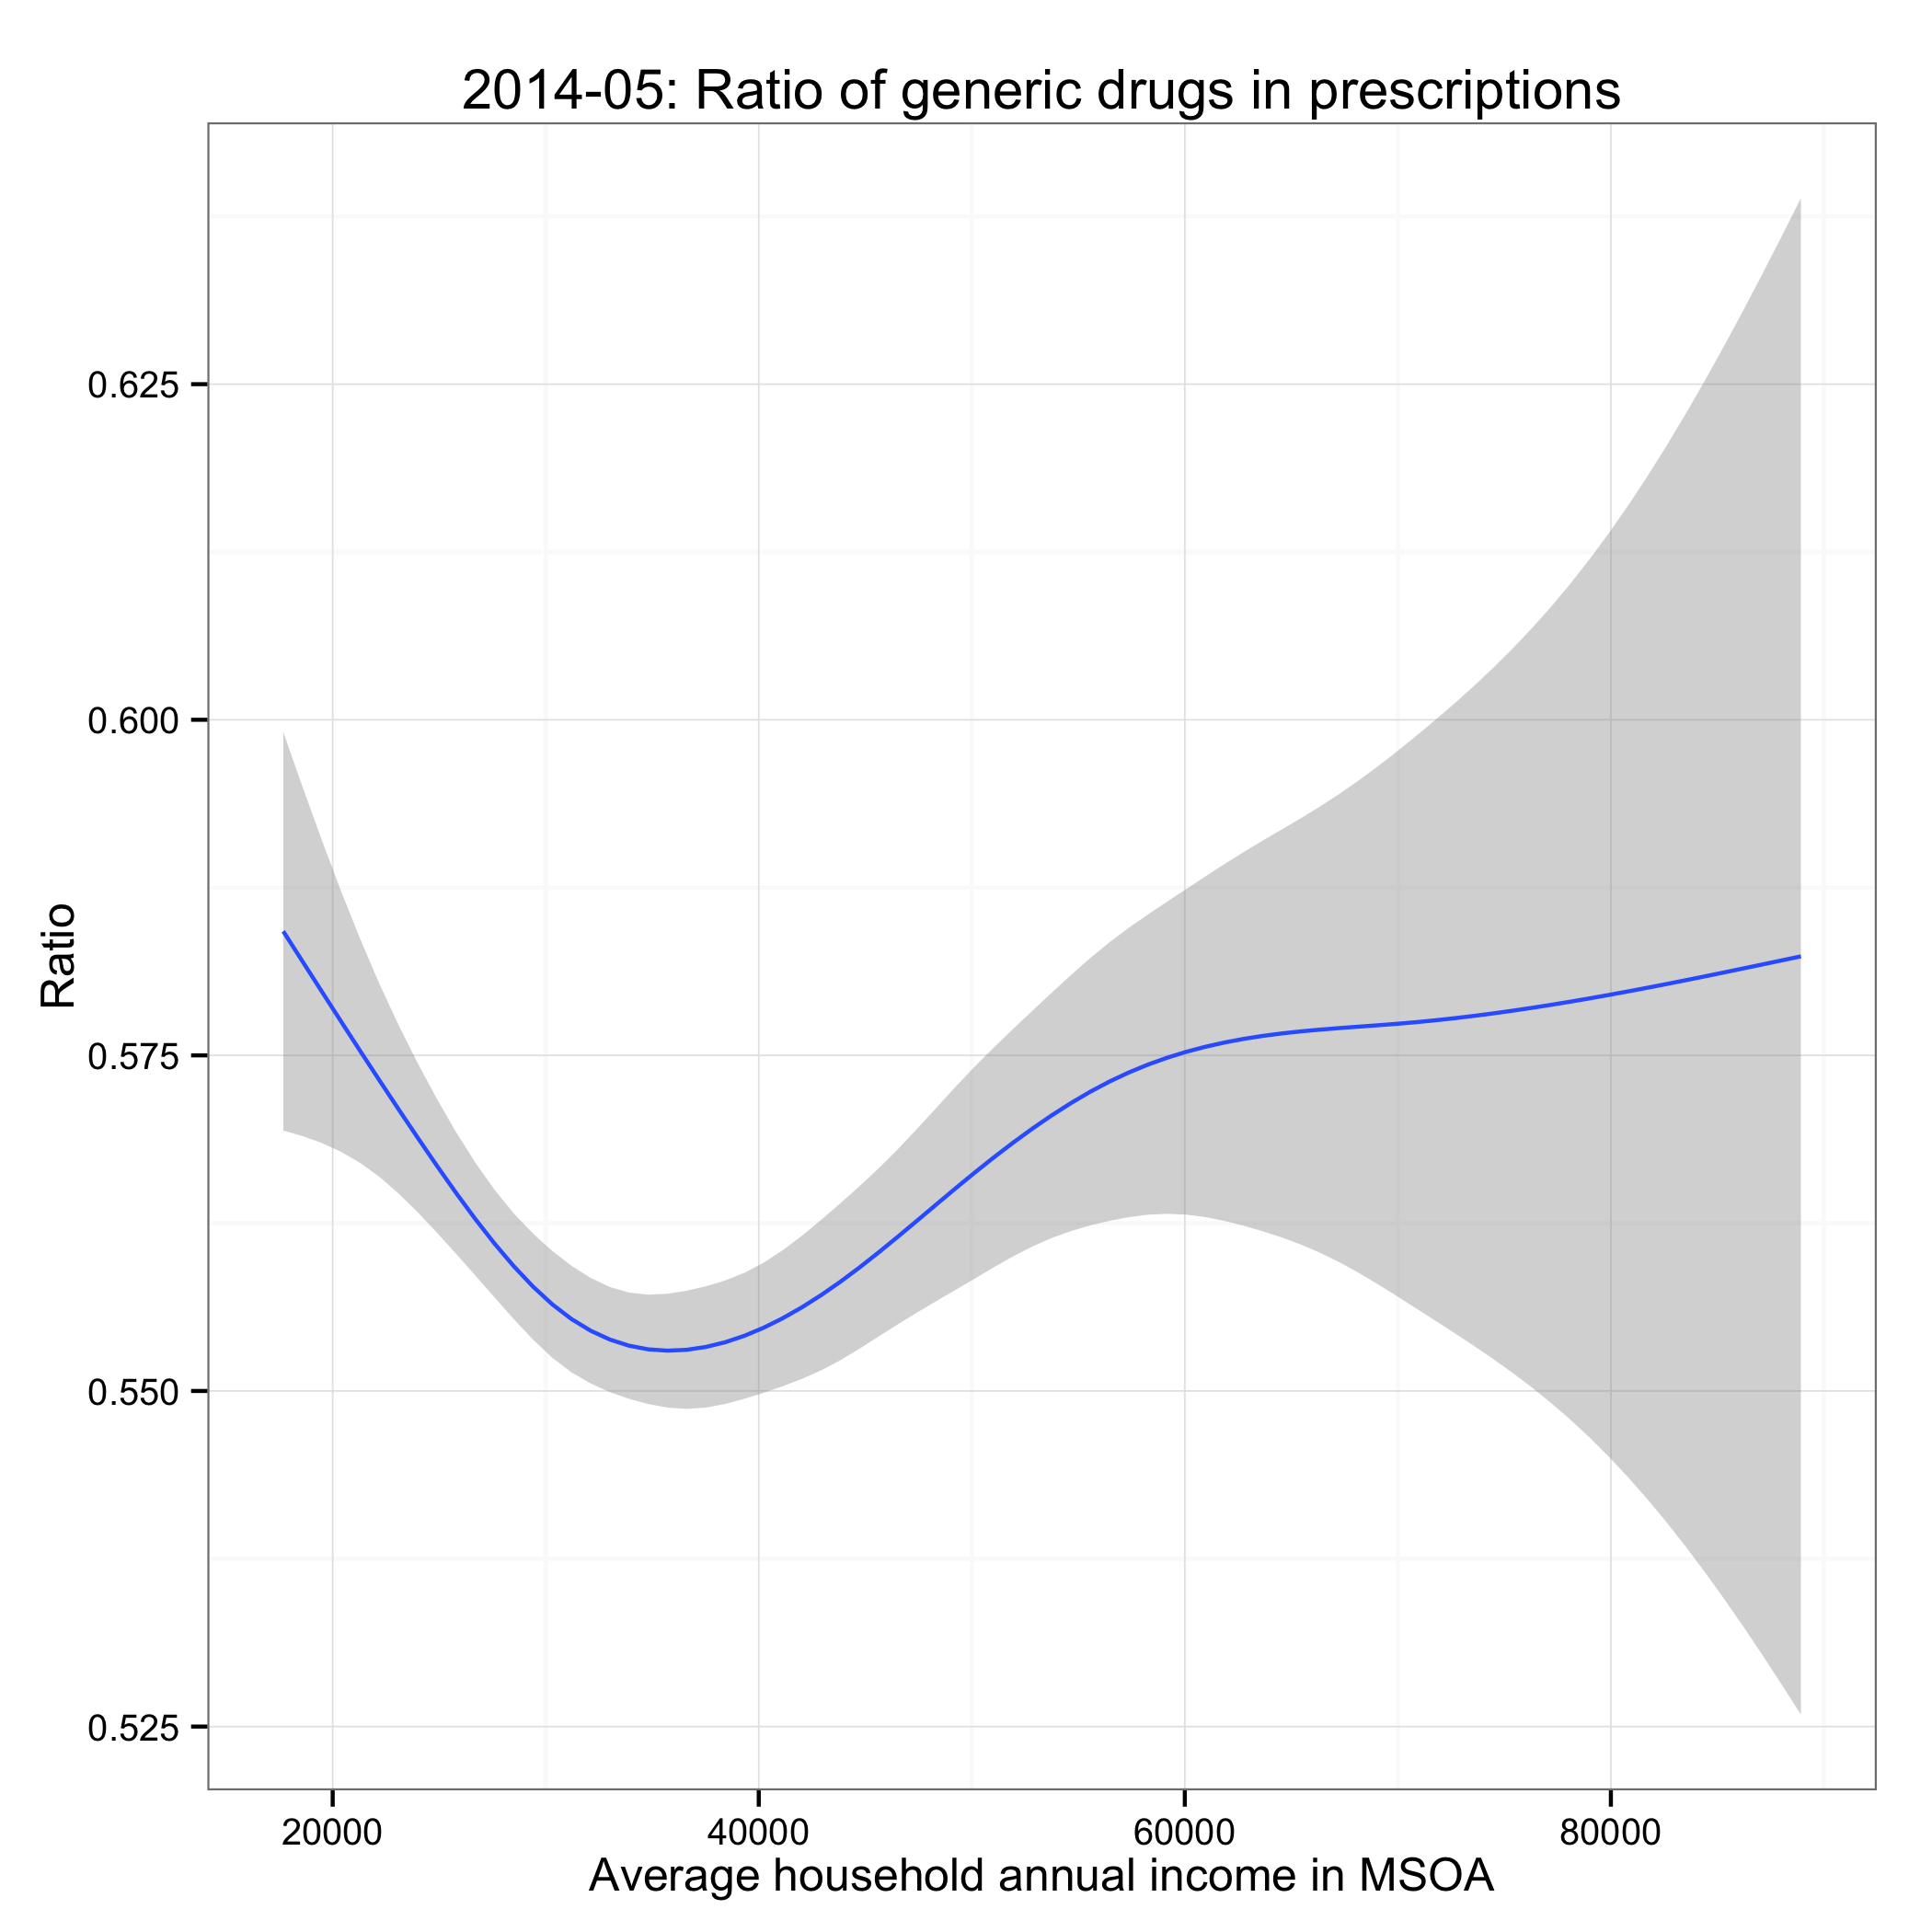 2014-05: Ratio of generic drugs in prescriptions
0.625
0.600
0.575
0.550
0.525
Ratio
20000 40000 60000 80000
Average household annual income in MSOA